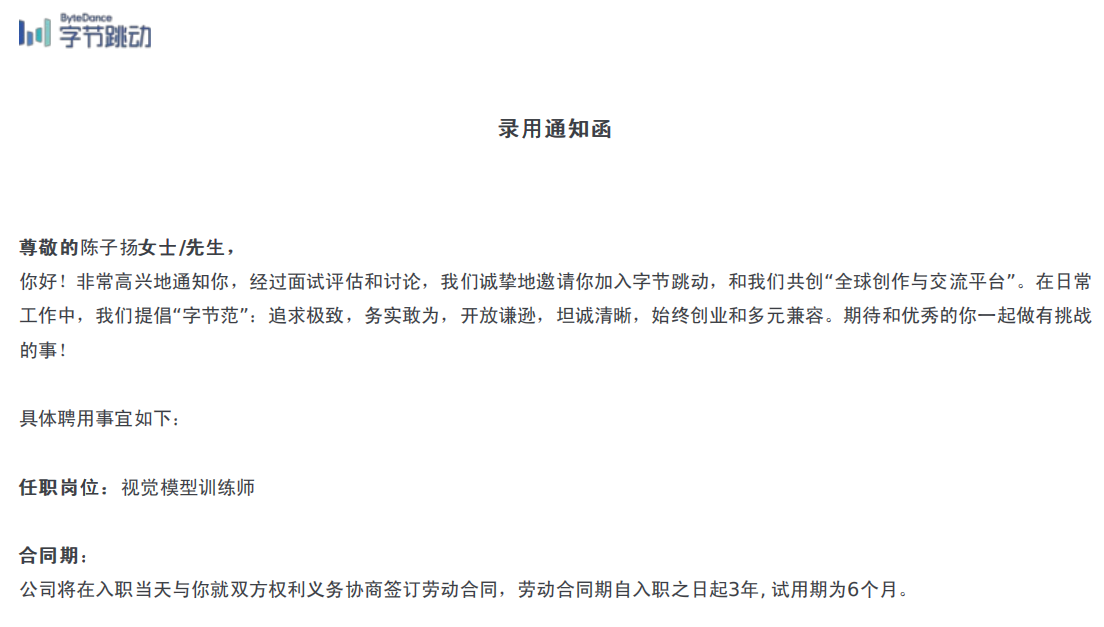 ByteDance
字节跳动
录用通知函
尊敬的陈子扬女士/先生，
你好！非常高兴地通知你，经过面试评估和讨论，我们诚挚地邀请你加入字节跳动，和我们共创“全球创作与交流平台”。在日常
工作中，我们提倡“字节范”：追求极致，务实敢为，开放谦逊，坦诚清晰，始终创业和多元兼容。期待和优秀的你一起做有挑战
的事！
具体聘用事宜如下：
任职岗位：视觉模型训练师
合同期：
公司将在入职当天与你就双方权利义务协商签订劳动合同，劳动合同期自入职之日起3年, 试用期为6个月。